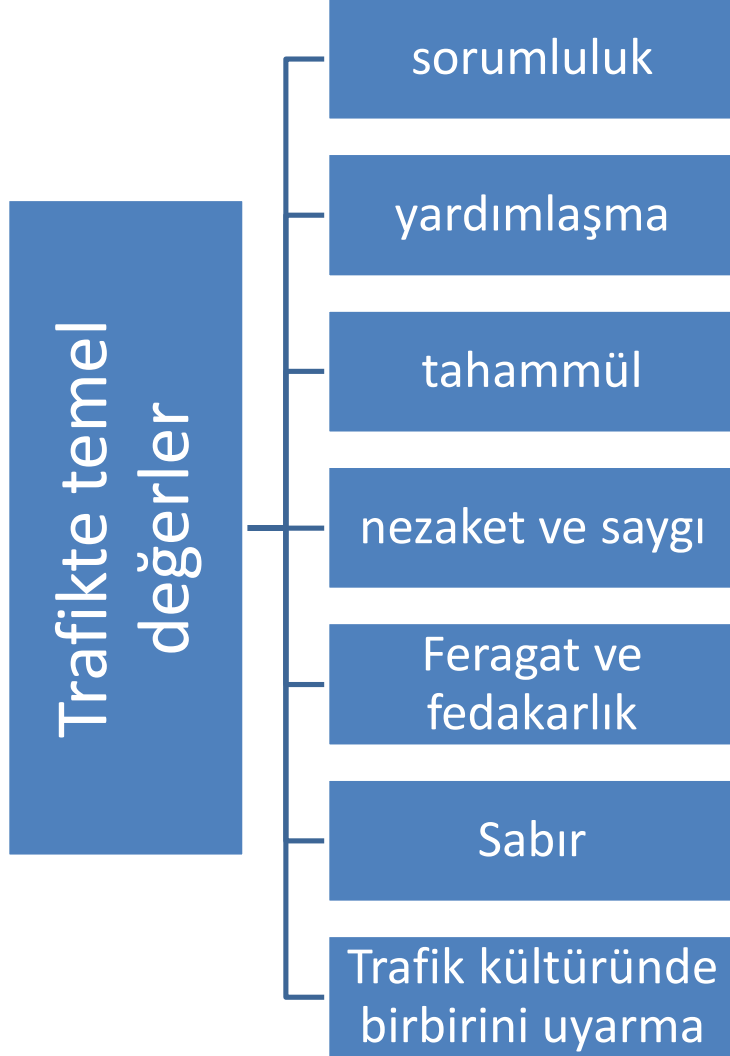 Trafikte temel
değerler
sorumluluk
yardımlaşma
tahammül
nezaket ve saygı
Feragat ve
fedakarlık
Sabır
Trafik kültüründe
birbirini uyarma